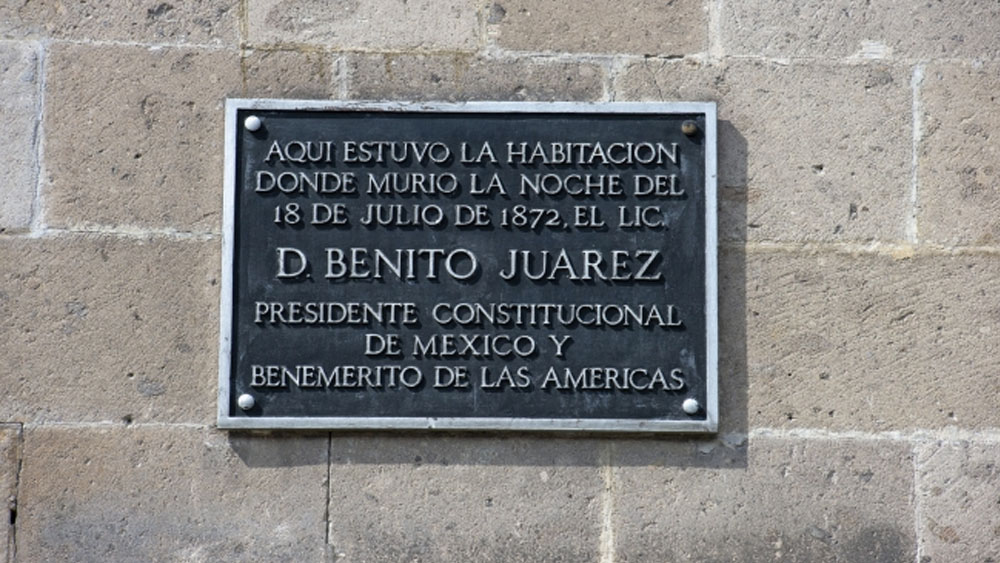 AQUI ESTUVO LA HABITACION
DONDE MURIO LA NOCHE DEL
18 DE JULIO DE 1872, EL LIC.
D. BENITO JUAREZ
PRESIDENTE CONSTITUCIONAL
DE MEXICO Y
BENEMERITO DE LAS AMERICAS